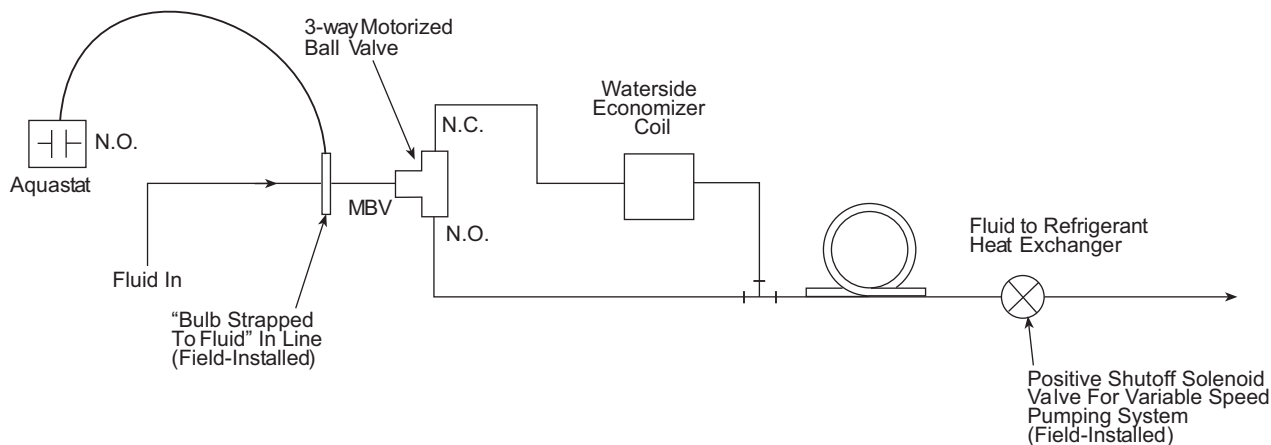 3-way Motorized
Ball Valve
N.O.
Aquastat
Fluid In
"Bulb Strapped
To Fluid" In Line
(Field-Installed)
MBV
N.C.
N.O.
Waterside
Economizer
Coil
Fluid to Refrigerant
Heat Exchanger
Positive Shutoff Solenoid
Valve For Variable Speed
Pumping System
(Field-Installed)